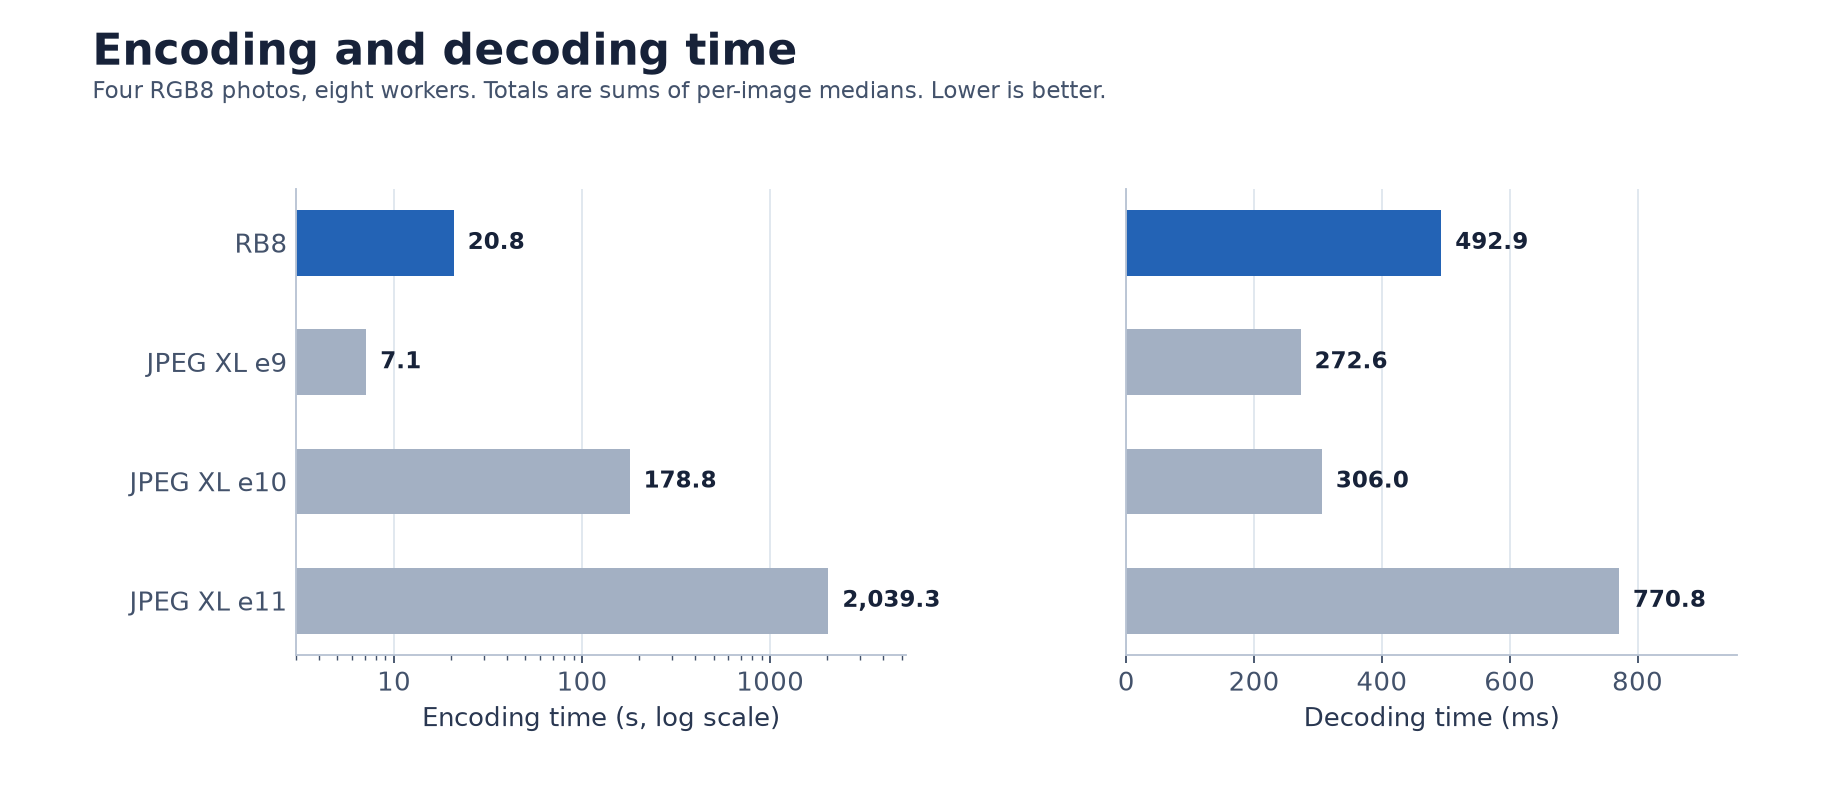 Encoding and decoding time
Four RGB8 photos, eight workers. Totals are sums of per-image medians. Lower is better.
RB8
20.8
492.9
JPEG XL e9
7.1
272.6
JPEG XL e10
178.8
306.0
JPEG XL e11
2,039.3
770.8
10 100 1000
0 200 400 600 800
Encoding time (s, log scale)
Decoding time (ms)